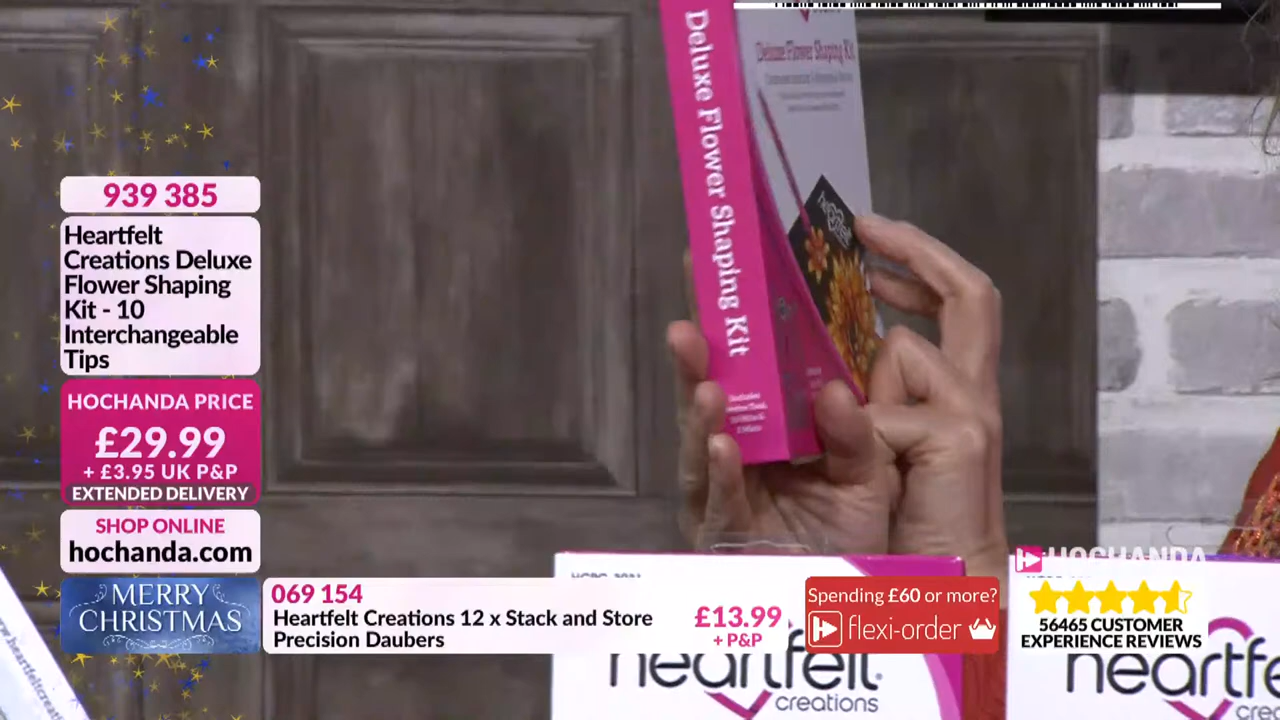 Deluxe Flower Shaping Kit
Deluxe Flower Shaping Kit
939 385
Heartfelt
Creations Deluxe
Flower Shaping
Kit - 10
Interchangeable
Tips
HOCHANDA PRICE
£29.99
+ £3.95 UK P&P
EXTENDED DELIVERY
SHOP ONLINE
hochanda.com
MERRY
CHRISTMAS
069 154
Heartfelt Creations 12 x Stack and Store
Precision Daubers
£13.99
+ P&P
Spending £60 or more?
flexi-order
HOCHANDA
56465 CUSTOMER
EXPERIENCE REVIEWS
heartfelt
creations
heartfe